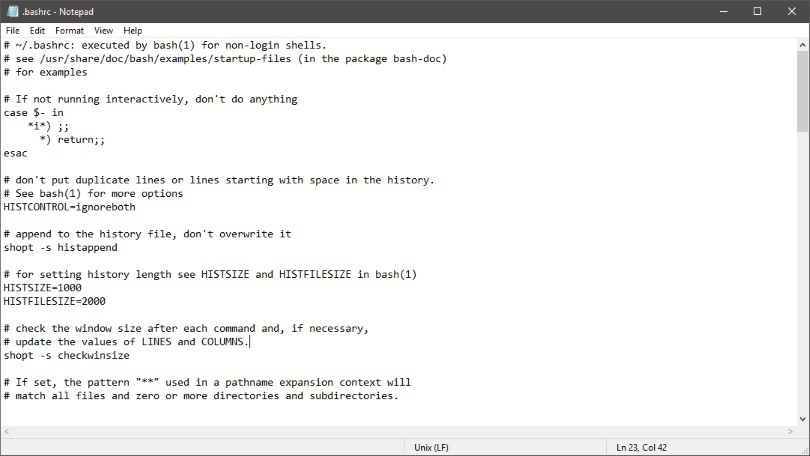 .bashrc - Notepad
File Edit Format View Help
# ~/.bashrc: executed by bash(1) for non-login shells.
# see /usr/share/doc/bash/examples/startup-files (in the package bash-doc)
# for examples

# If not running interactively, don't do anything
case $- in
    *i*) ;;
      *) return;;
esac

# don't put duplicate lines or lines starting with space in the history.
# See bash(1) for more options
HISTCONTROL=ignoreboth

# append to the history file, don't overwrite it
shopt -s histappend

# for setting history length see HISTSIZE and HISTFILESIZE in bash(1)
HISTSIZE=1000
HISTFILESIZE=2000

# check the window size after each command and, if necessary,
# update the values of LINES and COLUMNS.
shopt -s checkwinsize

# If set, the pattern "**" used in a pathname expansion context will
# match all files and zero or more directories and subdirectories.
Unix (LF) Ln 23, Col 42